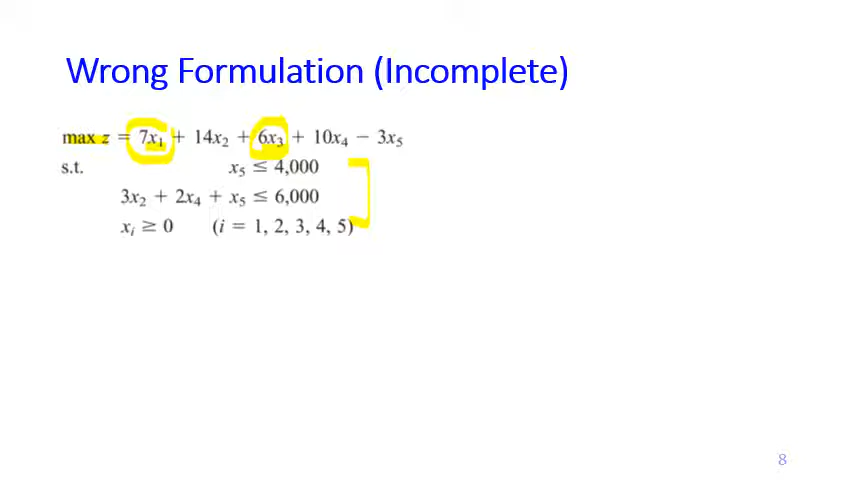 Wrong Formulation (Incomplete)
max z = 7x₁ + 14x₂ + 6x₃ + 10x₄ − 3x₅
s.t. x₅ ≤ 4,000
3x₂ + 2x₄ + x₅ ≤ 6,000
xᵢ ≥ 0 (i = 1, 2, 3, 4, 5)
8